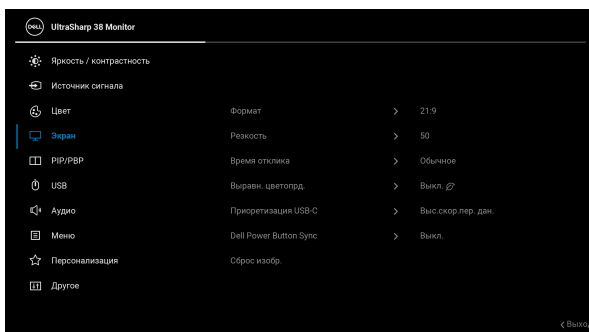 DELL UltraSharp 38 Monitor
Яркость / контрастность
Источник сигнала
Цвет Формат 21:9
Экран Резкость 50
PIP/PBP Время отклика Обычное
USB Выравн. цветопрд. Выкл.
Аудио Приоретизация USB-C Выс.скор.пер. дан.
Меню Dell Power Button Sync Выкл.
Персонализация Сброс изобр.
Другое